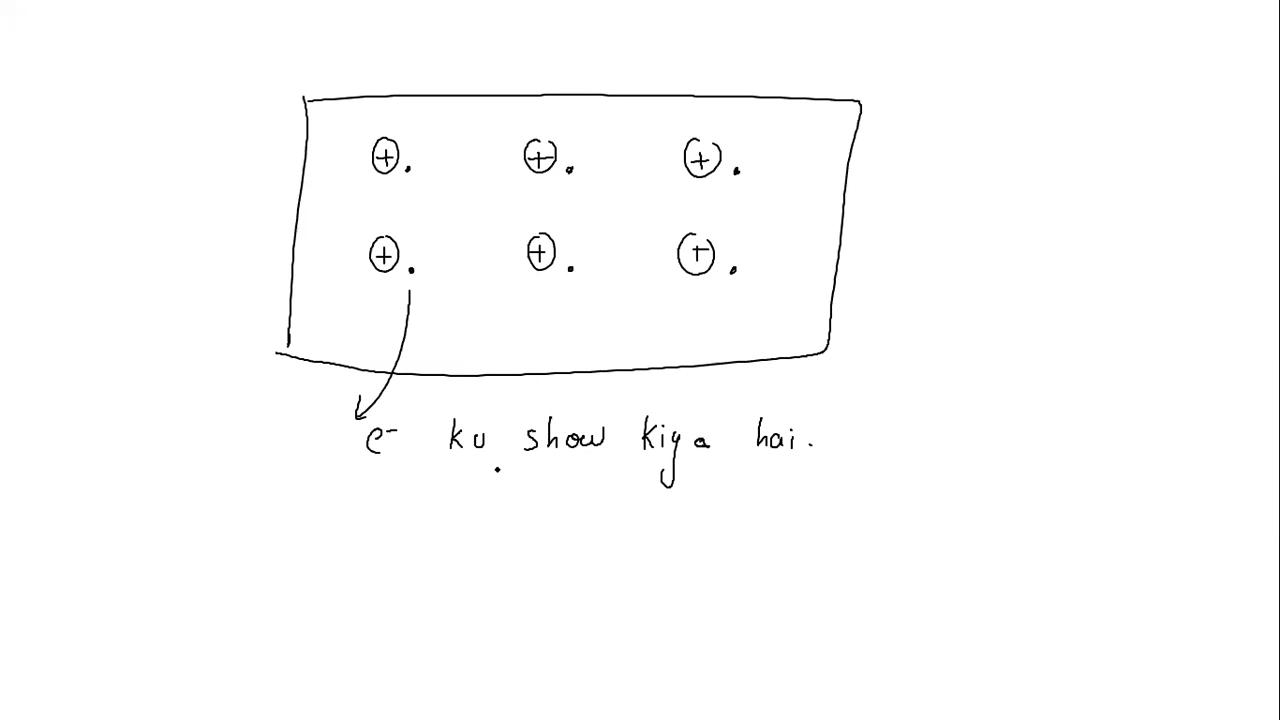 ⊕. ⊕. ⊕.
⊕. ⊕. ⊕.
e⁻ ku show kiya hai.